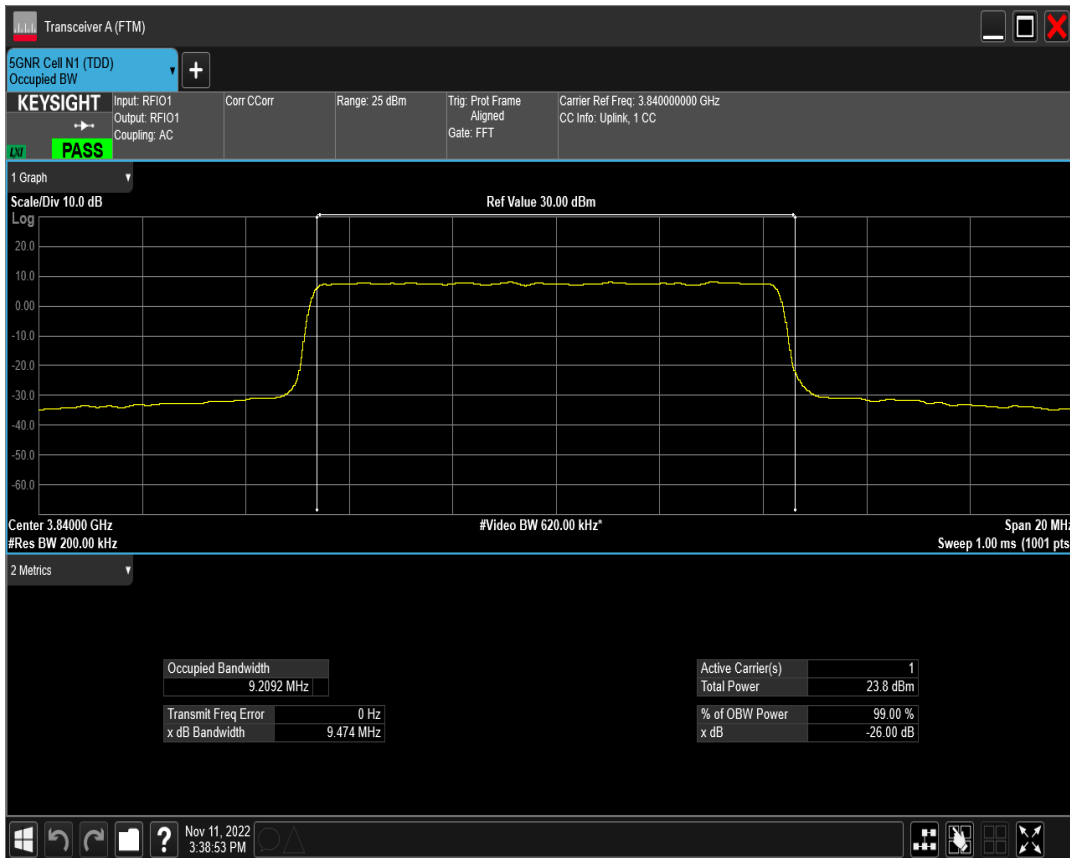 Transceiver A (FTM)
5GNR Cell N1 (TDD)
Occupied BW
+
KEYSIGHT
LXI
PASS
Input: RFIO1
Output: RFIO1
Coupling: AC
Corr CCorr
Range: 25 dBm
Trig: Prot Frame
Aligned
Gate: FFT
Carrier Ref Freq: 3.840000000 GHz
CC Info: Uplink, 1 CC
1 Graph
Scale/Div 10.0 dB
Ref Value 30.00 dBm
Log
20.0
10.0
0.00
-10.0
-20.0
-30.0
-40.0
-50.0
-60.0
Center 3.84000 GHz
#Video BW 620.00 kHz*
Span 20 MHz
#Res BW 200.00 kHz
Sweep 1.00 ms (1001 pts
2 Metrics
Occupied Bandwidth
9.2092 MHz
Transmit Freq Error 0 Hz
x dB Bandwidth 9.474 MHz
Active Carrier(s) 1
Total Power 23.8 dBm
% of OBW Power 99.00 %
x dB -26.00 dB
?
Nov 11, 2022
3:38:53 PM